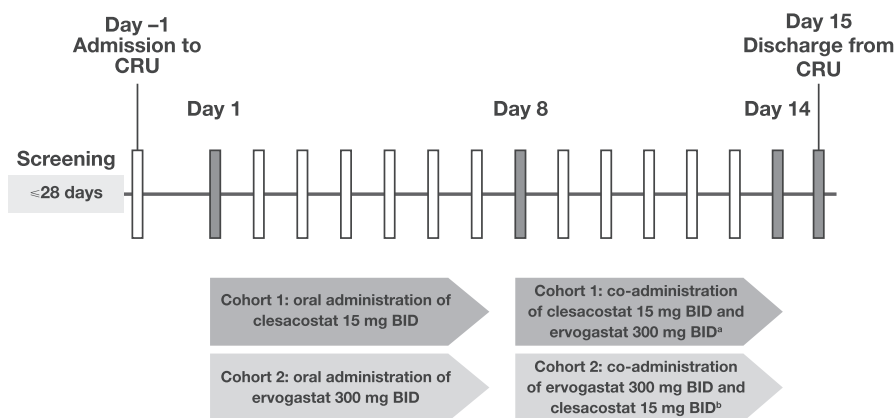 Day –1
Admission to
CRU
Day 15
Discharge from
CRU
Day 1
Day 8
Day 14
Screening
⩽28 days
Cohort 1: oral administration of
clesacostat 15 mg BID
Cohort 1: co-administration
of clesacostat 15 mg BID and
ervogastat 300 mg BIDᵃ
Cohort 2: oral administration of
ervogastat 300 mg BID
Cohort 2: co-administration
of ervogastat 300 mg BID and
clesacostat 15 mg BIDᵇ